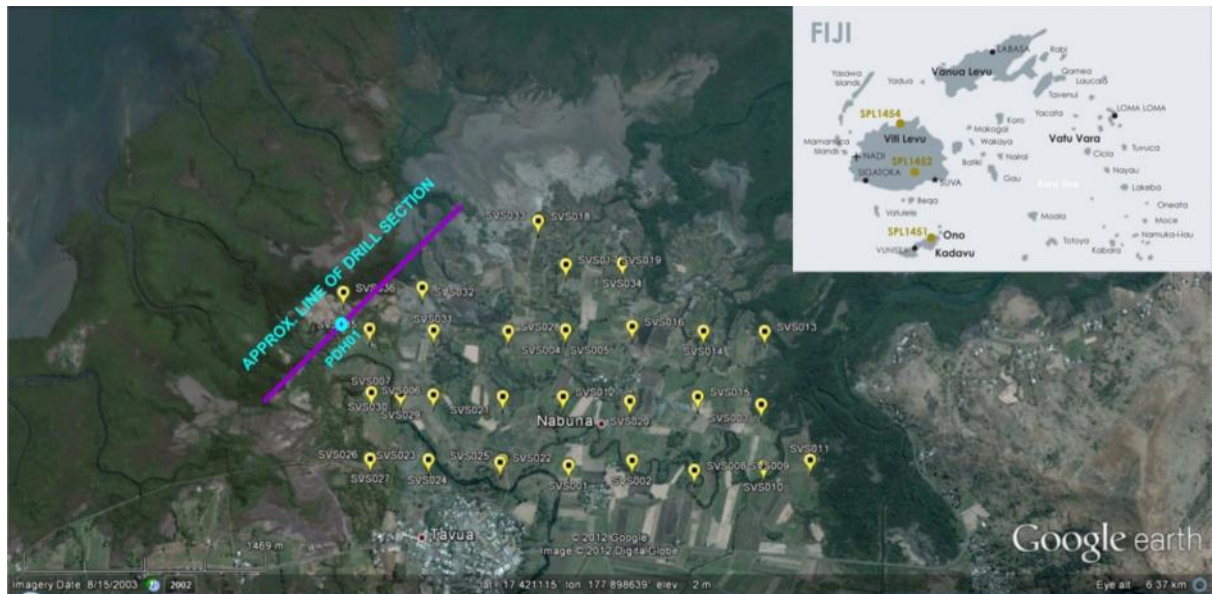 FIJI
LABASA
Rabi
Yasawa Islands
Yadua
Vanua Levu
Qamea
Laucala
Taveuni
SPL1454
Koro
Yacata
LOMA LOMA
Makogai
Mamanuca Islands
Viti Levu
Wakaya
Vatu Vara
NADI
SPL1452
Batiki
Nairai
Cicia
Tuvuca
SIGATOKA
SUVA
Gau
Nayau
Lakeba
Beqa
Vatulele
Oneata
Moala
Moce
SPL1451
Ono
Totoya
Namuka-i-lau
Kabara
Kadavu
APPROX. LINE OF DRILL SECTION
PDH01
SVS033
SVS018
SVS019
SVS034
SVS036
SVS032
SVS031
SVS028
SVS016
SVS013
SVS004
SVS005
SVS014
SVS007
SVS006
SVS012
SVS015
SVS030
SVS029
SVS021
SVS003
Nabuna
SVS020
SVS026
SVS023
SVS025
SVS022
SVS011
SVS008
SVS009
SVS027
SVS024
SVS001
SVS002
SVS010
Tavua
© 2012 Google
Image © 2012 DigitalGlobe
1469 m
Google earth
Imagery Date 8/15/2003
2002
lat -17.421115° lon 177.898639° elev 2 m
Eye alt 6.37 km